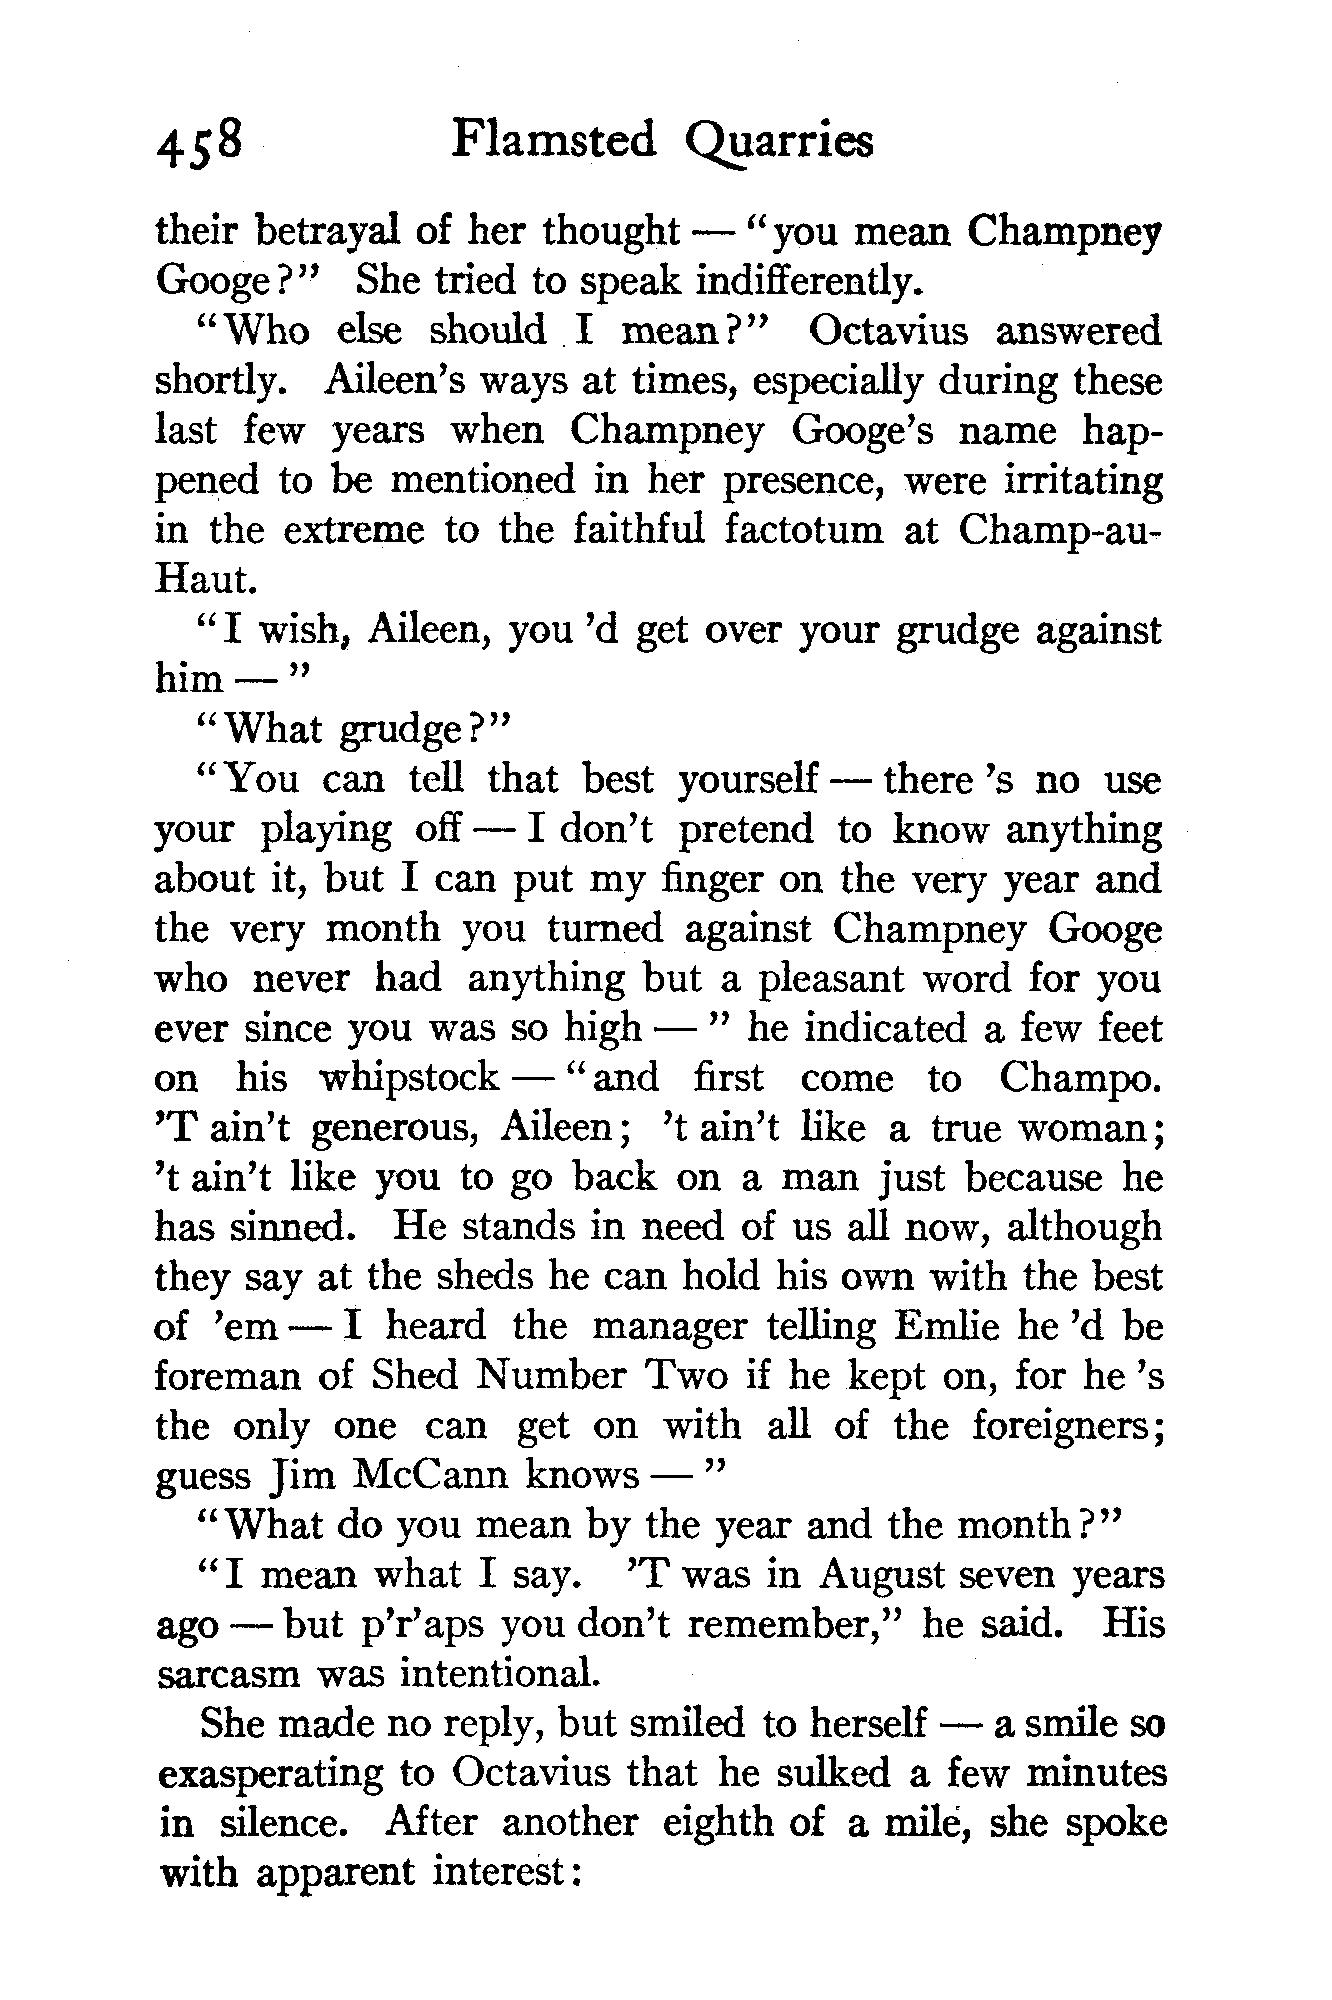 458 Flamsted Quarries
their betrayal of her thought — "you mean Champney
Googe?" She tried to speak indifferently.
"Who else should I mean?" Octavius answered
shortly. Aileen's ways at times, especially during these
last few years when Champney Googe's name hap-
pened to be mentioned in her presence, were irritating
in the extreme to the faithful factotum at Champ-au-
Haut.
"I wish, Aileen, you 'd get over your grudge against
him — "
"What grudge?"
"You can tell that best yourself — there 's no use
your playing off — I don't pretend to know anything
about it, but I can put my finger on the very year and
the very month you turned against Champney Googe
who never had anything but a pleasant word for you
ever since you was so high — " he indicated a few feet
on his whipstock — "and first come to Champo.
'T ain't generous, Aileen; 't ain't like a true woman;
't ain't like you to go back on a man just because he
has sinned. He stands in need of us all now, although
they say at the sheds he can hold his own with the best
of 'em — I heard the manager telling Emlie he 'd be
foreman of Shed Number Two if he kept on, for he 's
the only one can get on with all of the foreigners;
guess Jim McCann knows — "
"What do you mean by the year and the month?"
"I mean what I say. 'T was in August seven years
ago — but p'r'aps you don't remember," he said. His
sarcasm was intentional.
She made no reply, but smiled to herself — a smile so
exasperating to Octavius that he sulked a few minutes
in silence. After another eighth of a mile, she spoke
with apparent interest: